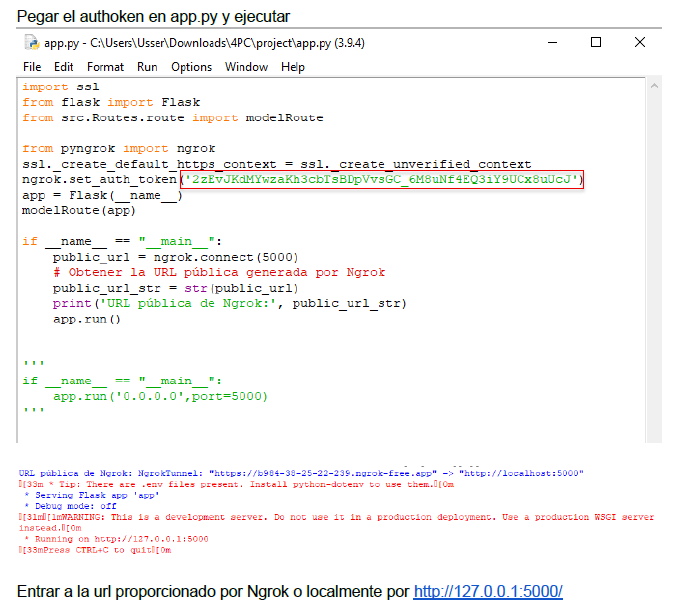 Pegar el authoken en app.py y ejecutar
app.py - C:\Users\Usser\Downloads\4PC\project\app.py (3.9.4)
File Edit Format Run Options Window Help
import ssl
from flask import Flask
from src.Routes.route import modelRoute
from pyngrok import ngrok
ssl._create_default_https_context = ssl._create_unverified_context
ngrok.set_auth_token('2zEvJKdMYwzaKh3cbTsBDpVvsGC_6M8uNf4EQ3iY9UCx8uUcJ')
app = Flask(__name__)
modelRoute(app)
if __name__ == "__main__":
public_url = ngrok.connect(5000)
# Obtener la URL pública generada por Ngrok
public_url_str = str(public_url)
print('URL pública de Ngrok:', public_url_str)
app.run()
'''
if __name__ == "__main__":
app.run('0.0.0.0',port=5000)
'''
URL pública de Ngrok: NgrokTunnel: "https://b984-38-25-22-239.ngrok-free.app" -> "http://localhost:5000"
[33m * Tip: There are .env files present. Install python-dotenv to use them.[0m
* Serving Flask app 'app'
* Debug mode: off
[31m[1mWARNING: This is a development server. Do not use it in a production deployment. Use a production WSGI server
instead.[0m
* Running on http://127.0.0.1:5000
[33mPress CTRL+C to quit[0m
Entrar a la url proporcionado por Ngrok o localmente por http://127.0.0.1:5000/